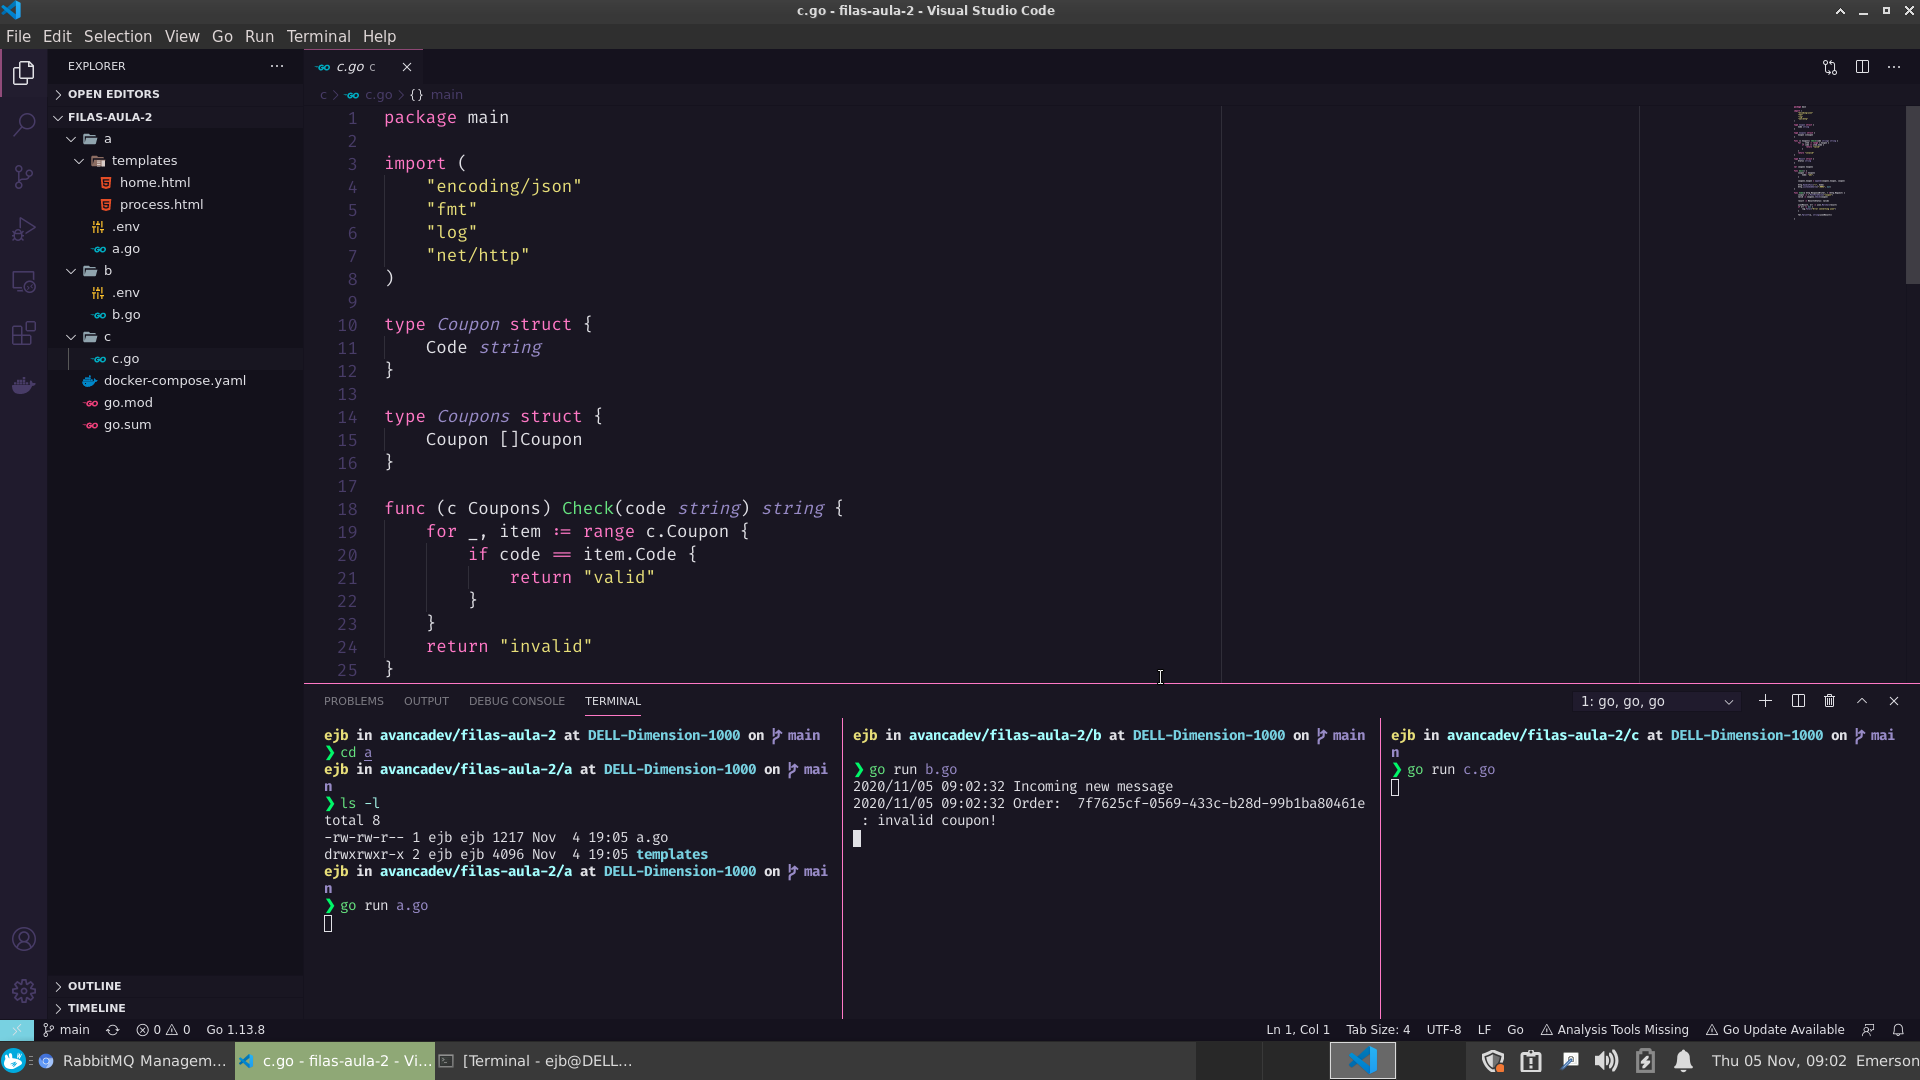 c.go - filas-aula-2 - Visual Studio Code
File Edit Selection View Go Run Terminal Help
EXPLORER
OPEN EDITORS
FILAS-AULA-2
a
templates
home.html
process.html
.env
a.go
b
.env
b.go
c
c.go
docker-compose.yaml
go.mod
go.sum
OUTLINE
TIMELINE
c.go c
c > c.go > {} main
1 package main
2
3 import (
4 "encoding/json"
5 "fmt"
6 "log"
7 "net/http"
8 )
9
10 type Coupon struct {
11 Code string
12 }
13
14 type Coupons struct {
15 Coupon []Coupon
16 }
17
18 func (c Coupons) Check(code string) string {
19 for _, item := range c.Coupon {
20 if code == item.Code {
21 return "valid"
22 }
23 }
24 return "invalid"
25 }
PROBLEMS OUTPUT DEBUG CONSOLE TERMINAL 1: go, go, go
ejb in avancadev/filas-aula-2 at DELL-Dimension-1000 on main
❯ cd a
ejb in avancadev/filas-aula-2/a at DELL-Dimension-1000 on mai
n
❯ ls -l
total 8
-rw-rw-r-- 1 ejb ejb 1217 Nov  4 19:05 a.go
drwxrwxr-x 2 ejb ejb 4096 Nov  4 19:05 templates
ejb in avancadev/filas-aula-2/a at DELL-Dimension-1000 on mai
n
❯ go run a.go
ejb in avancadev/filas-aula-2/b at DELL-Dimension-1000 on main
❯ go run b.go
2020/11/05 09:02:32 Incoming new message
2020/11/05 09:02:32 Order:  7f7625cf-0569-433c-b28d-99b1ba80461e
: invalid coupon!
ejb in avancadev/filas-aula-2/c at DELL-Dimension-1000 on mai
n
❯ go run c.go
main 0 0 Go 1.13.8 Ln 1, Col 1 Tab Size: 4 UTF-8 LF Go Analysis Tools Missing Go Update Available
RabbitMQ Managem... c.go - filas-aula-2 - Vi... [Terminal - ejb@DELL... Thu 05 Nov, 09:02 Emerson